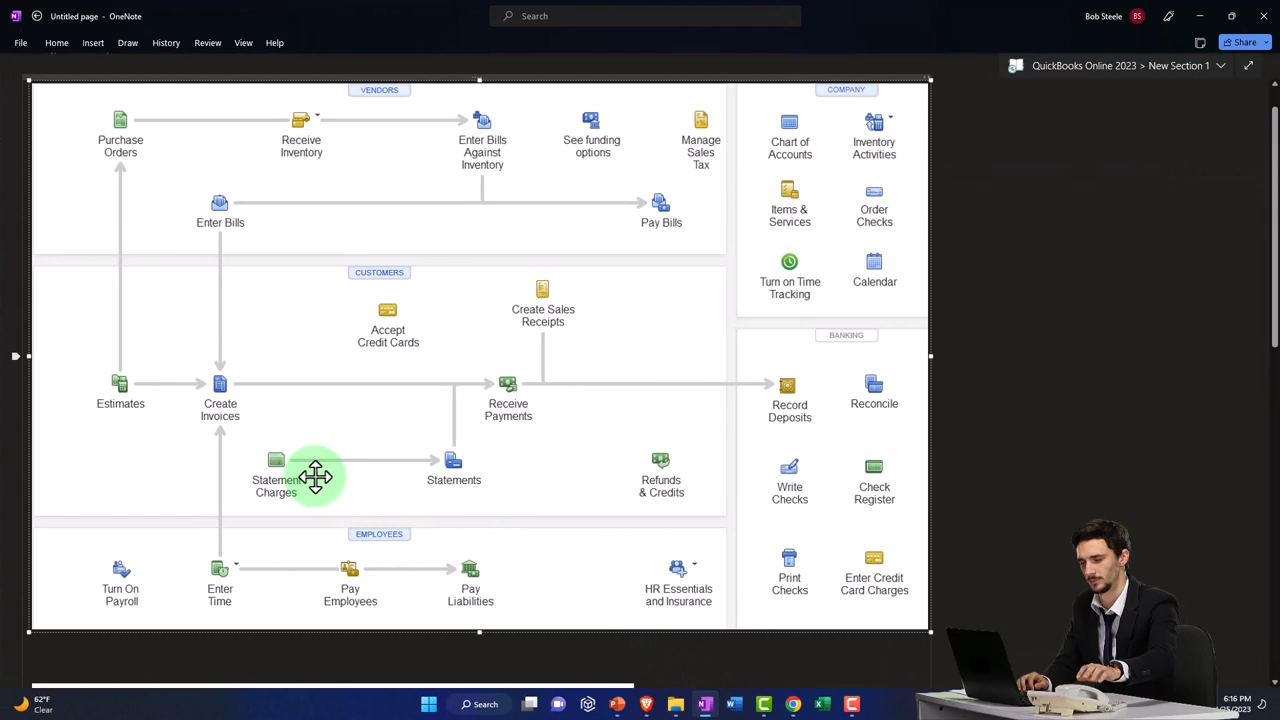 Untitled page - OneNote
Search
Bob Steele
BS
File
Home
Insert
Draw
History
Review
View
Help
Share
QuickBooks Online 2023 > New Section 1
VENDORS
COMPANY
Purchase
Orders
Receive
Inventory
Enter Bills
Against
Inventory
See funding
options
Manage
Sales
Tax
Chart of
Accounts
Inventory
Activities
Enter Bills
Pay Bills
Items &
Services
Order
Checks
CUSTOMERS
Turn on Time
Tracking
Calendar
Accept
Credit Cards
Create Sales
Receipts
BANKING
Estimates
Create
Invoices
Receive
Payments
Record
Deposits
Reconcile
Statement
Charges
Statements
Refunds
& Credits
Write
Checks
Check
Register
EMPLOYEES
Turn On
Payroll
Enter
Time
Pay
Employees
Pay
Liabilities
HR Essentials
and Insurance
Print
Checks
Enter Credit
Card Charges
62°F
Clear
Search
6:16 PM